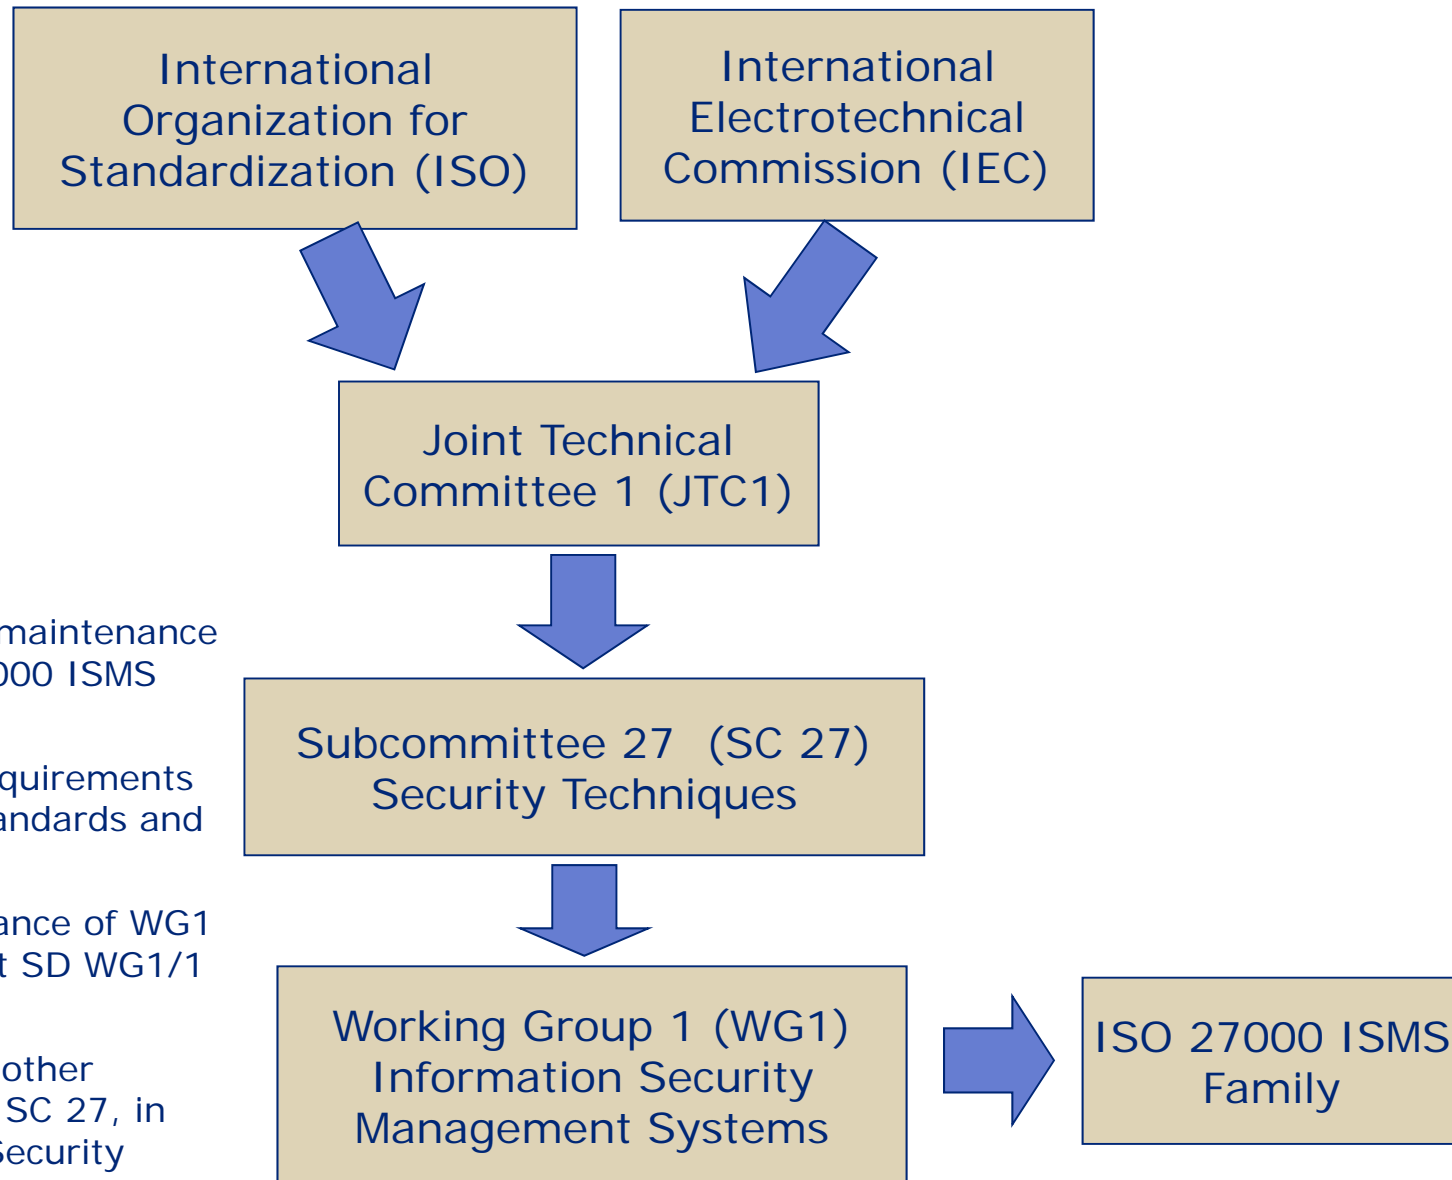 International
Organization for
Standardization (ISO)
International
Electrotechnical
Commission (IEC)
Joint Technical
Committee 1 (JTC1)
maintenance
000 ISMS
quirements
andards and
ance of WG1
t SD WG1/1
other
SC 27, in
Security
Subcommittee 27 (SC 27)
Security Techniques
Working Group 1 (WG1)
Information Security
Management Systems
ISO 27000 ISMS
Family